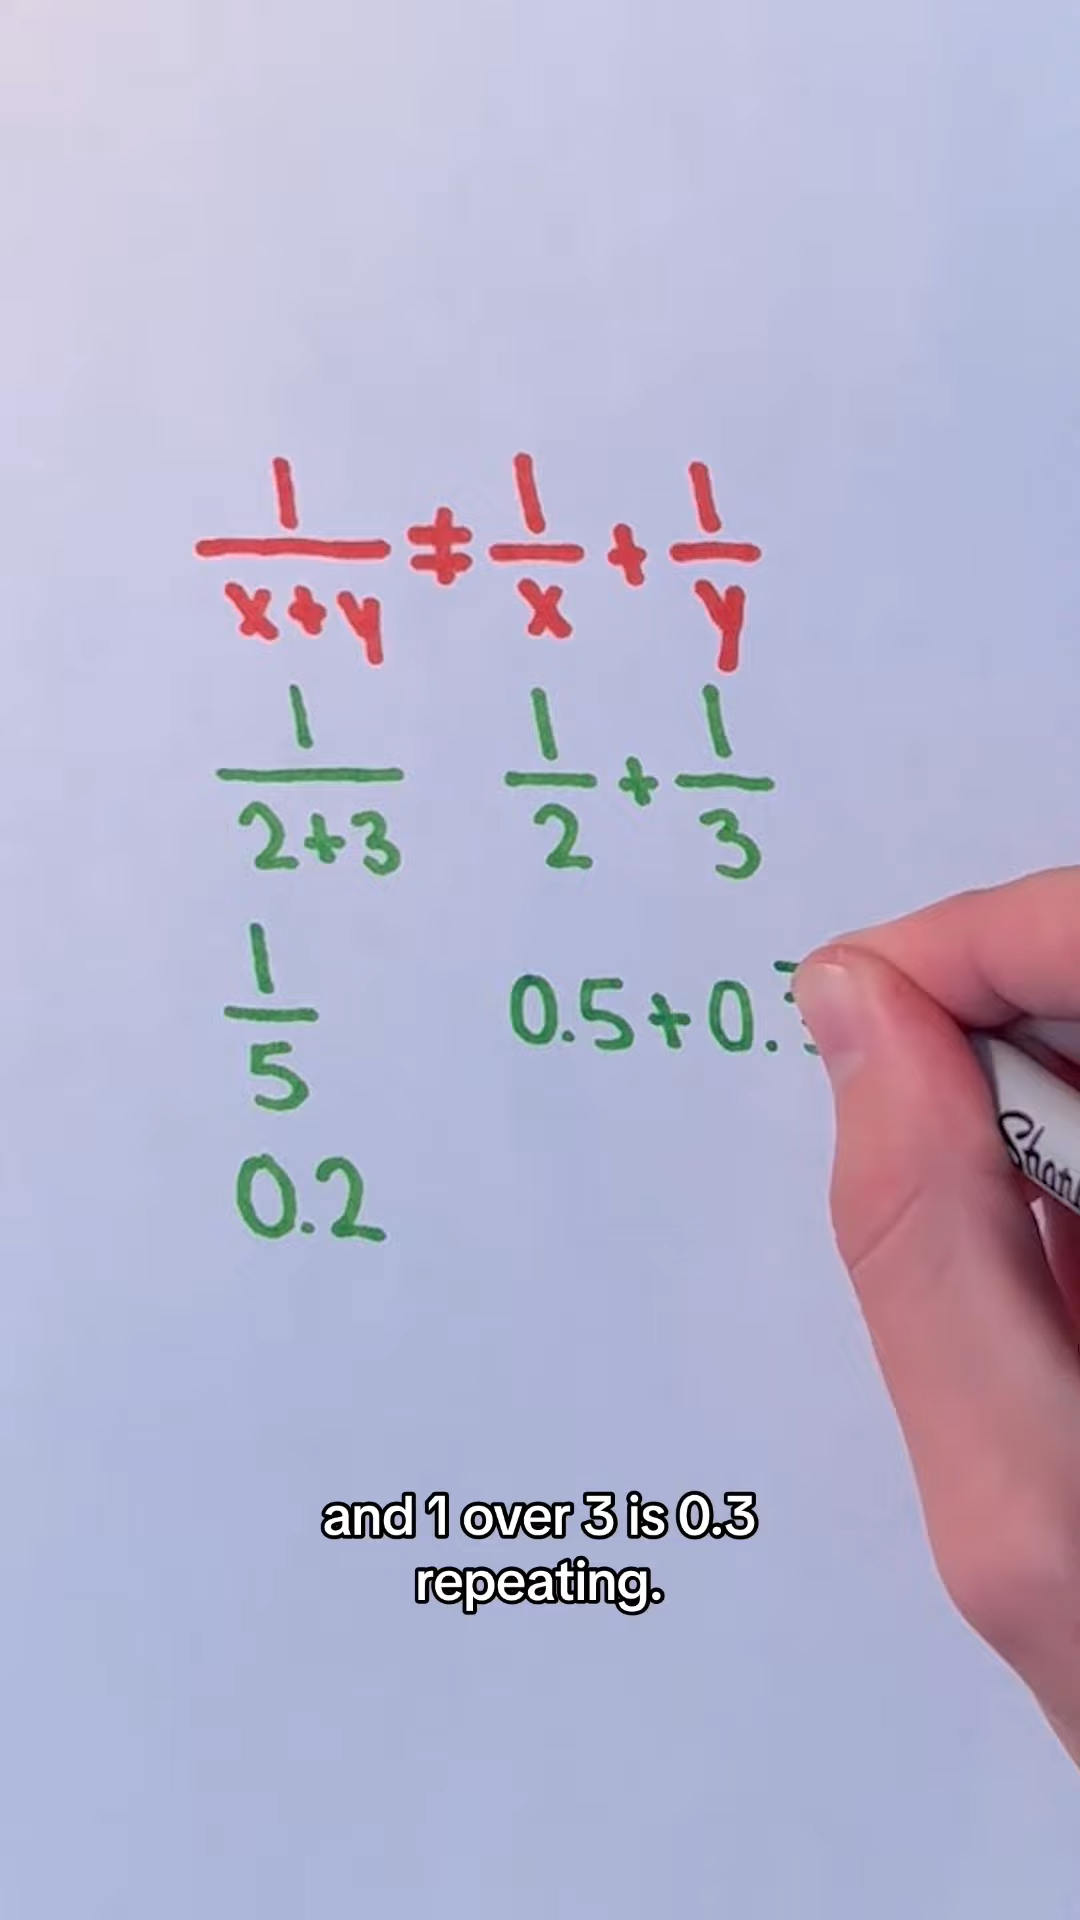 1/(x+y) ≠ 1/x + 1/y
1/(2+3) 1/2 + 1/3
1/5 0.5+0.
0.2
and 1 over 3 is 0.3
repeating.